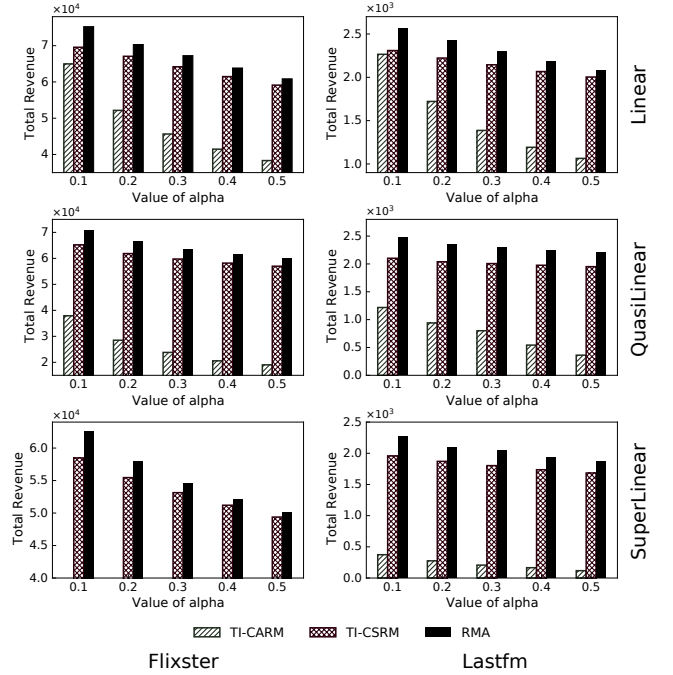 ×10⁴
7
6
5
4
Total Revenue
0.1 0.2 0.3 0.4 0.5
Value of alpha
×10³
2.5
2.0
1.5
1.0
Total Revenue
0.1 0.2 0.3 0.4 0.5
Value of alpha
Linear
×10⁴
7
6
5
4
3
2
Total Revenue
0.1 0.2 0.3 0.4 0.5
Value of alpha
×10³
2.5
2.0
1.5
1.0
0.5
0.0
Total Revenue
0.1 0.2 0.3 0.4 0.5
Value of alpha
QuasiLinear
×10⁴
6.0
5.5
5.0
4.5
4.0
Total Revenue
0.1 0.2 0.3 0.4 0.5
Value of alpha
×10³
2.5
2.0
1.5
1.0
0.5
0.0
Total Revenue
0.1 0.2 0.3 0.4 0.5
Value of alpha
SuperLinear
TI-CARM TI-CSRM RMA
Flixster Lastfm